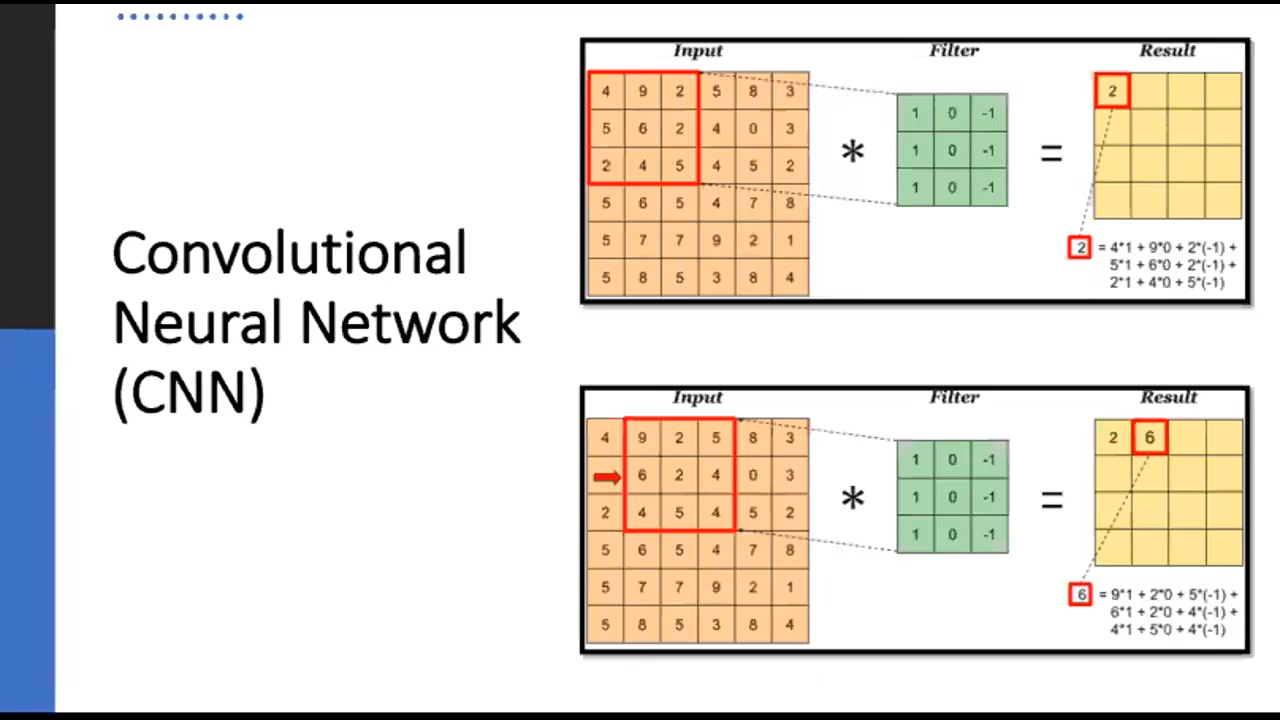 Convolutional
Neural Network
(CNN)
Input Filter Result
4 9 2 5 8 3
5 6 2 4 0 3
2 4 5 4 5 2
5 6 5 4 7 8
5 7 7 9 2 1
5 8 5 3 8 4
*
1 0 -1
1 0 -1
1 0 -1
=
2
2 = 4*1 + 9*0 + 2*(-1) +
5*1 + 6*0 + 2*(-1) +
2*1 + 4*0 + 5*(-1)
Input Filter Result
4 9 2 5 8 3
6 2 4 0 3
2 4 5 4 5 2
5 6 5 4 7 8
5 7 7 9 2 1
5 8 5 3 8 4
*
1 0 -1
1 0 -1
1 0 -1
=
2 6
6 = 9*1 + 2*0 + 5*(-1) +
6*1 + 2*0 + 4*(-1) +
4*1 + 5*0 + 4*(-1)